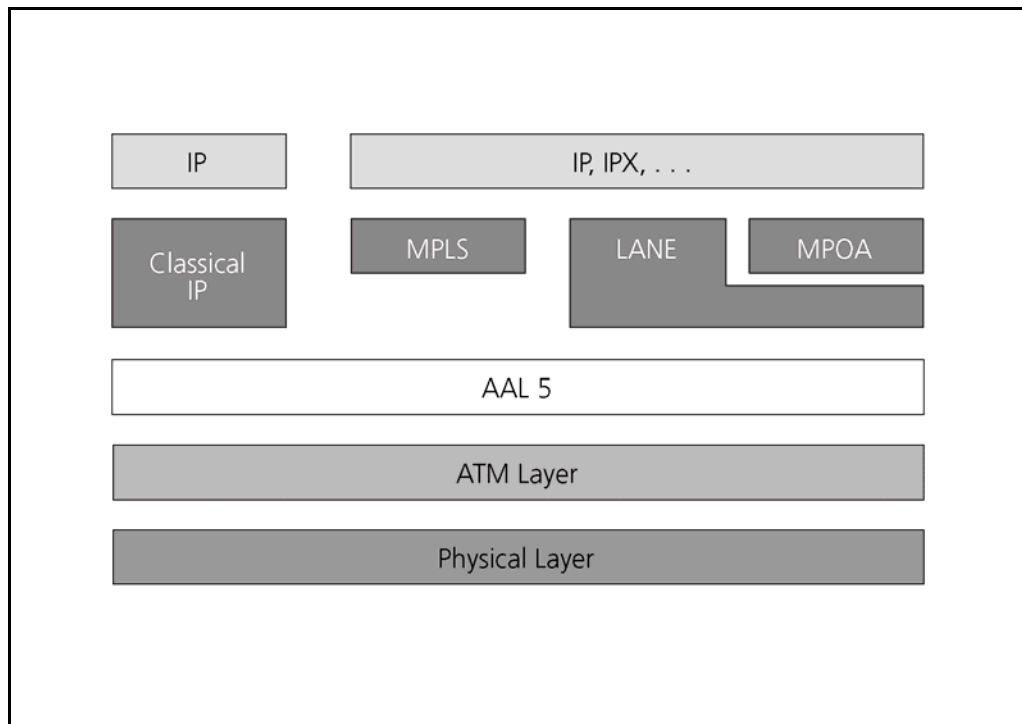 IP
IP, IPX, . . .
Classical
IP
MPLS
LANE
MPOA
AAL 5
ATM Layer
Physical Layer